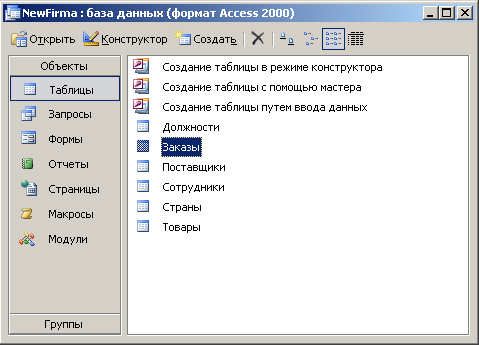 NewFirma : база данных (формат Access 2000)
Открыть Конструктор Создать
Объекты
Таблицы
Запросы
Формы
Отчеты
Страницы
Макросы
Модули
Группы
Создание таблицы в режиме конструктора
Создание таблицы с помощью мастера
Создание таблицы путем ввода данных
Должности
Заказы
Поставщики
Сотрудники
Страны
Товары